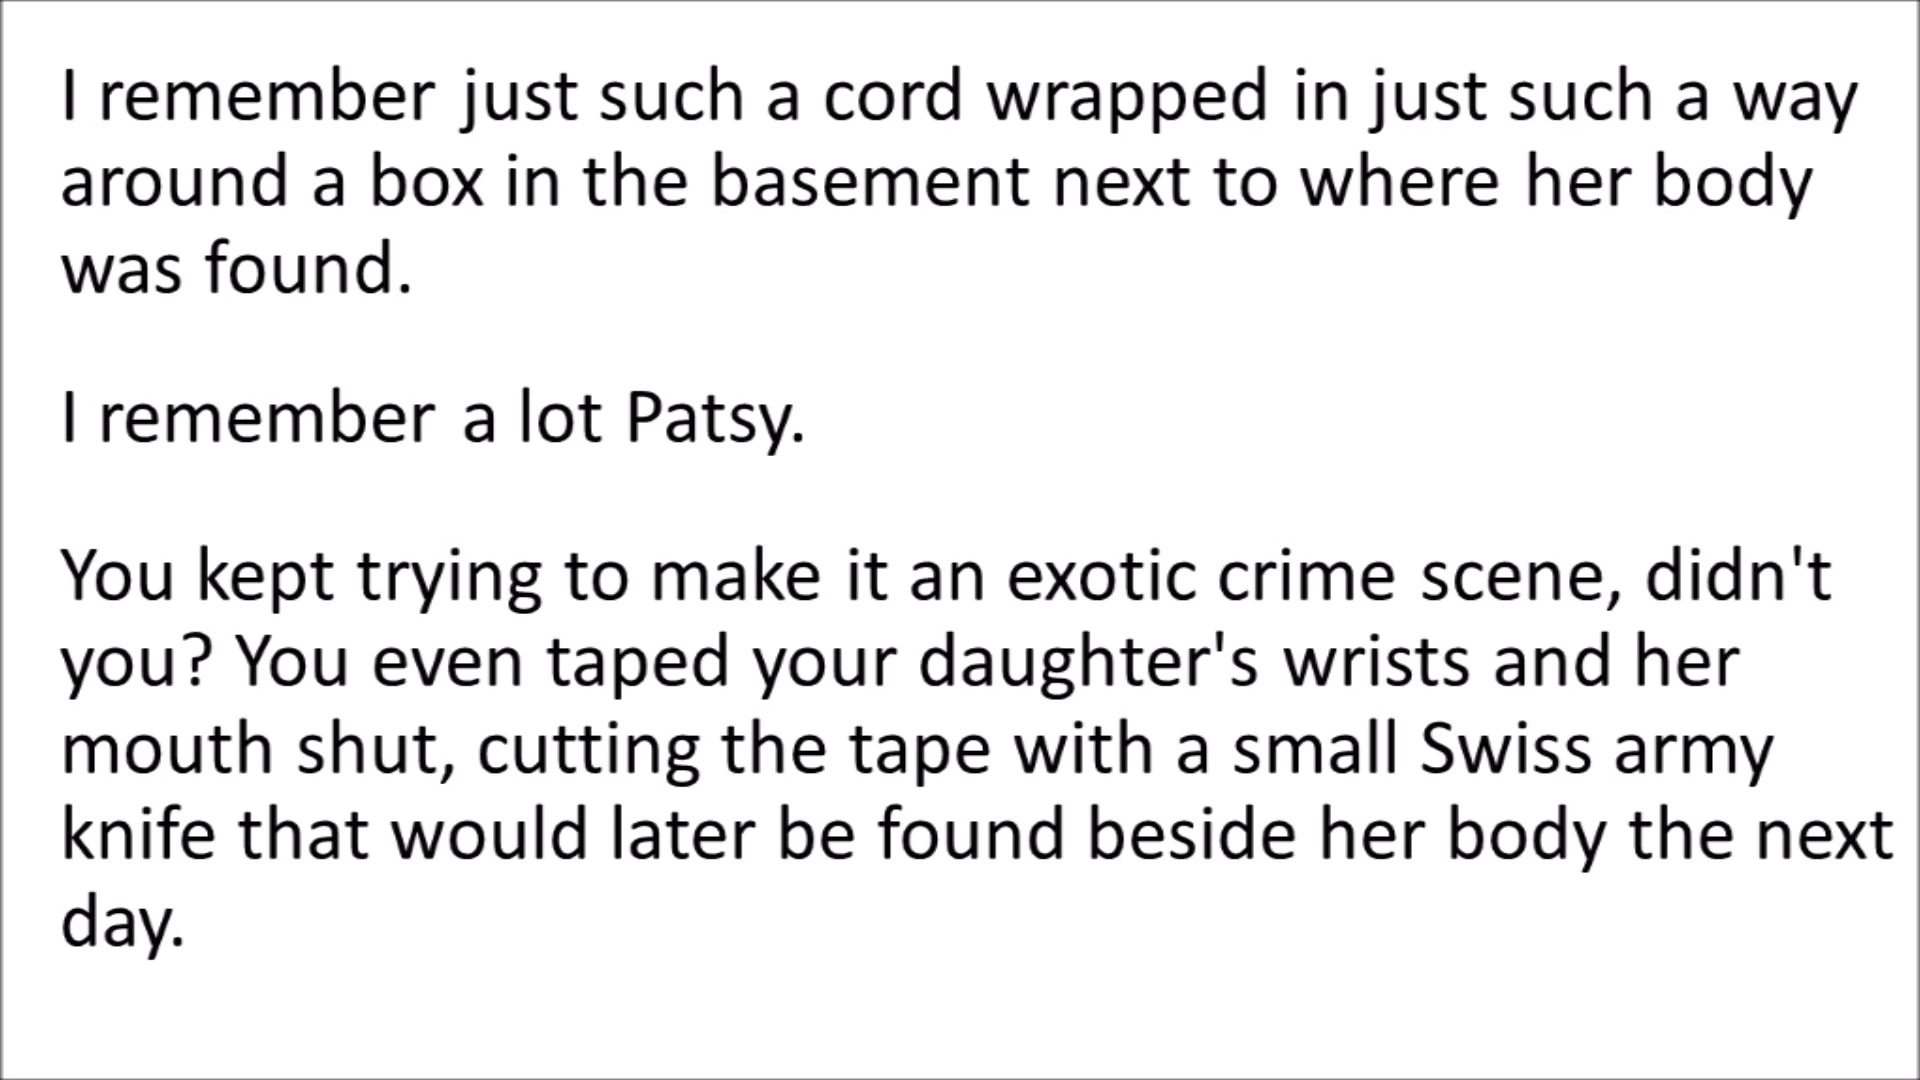 I remember just such a cord wrapped in just such a way
around a box in the basement next to where her body
was found.
I remember a lot Patsy.
You kept trying to make it an exotic crime scene, didn't
you? You even taped your daughter's wrists and her
mouth shut, cutting the tape with a small Swiss army
knife that would later be found beside her body the next
day.